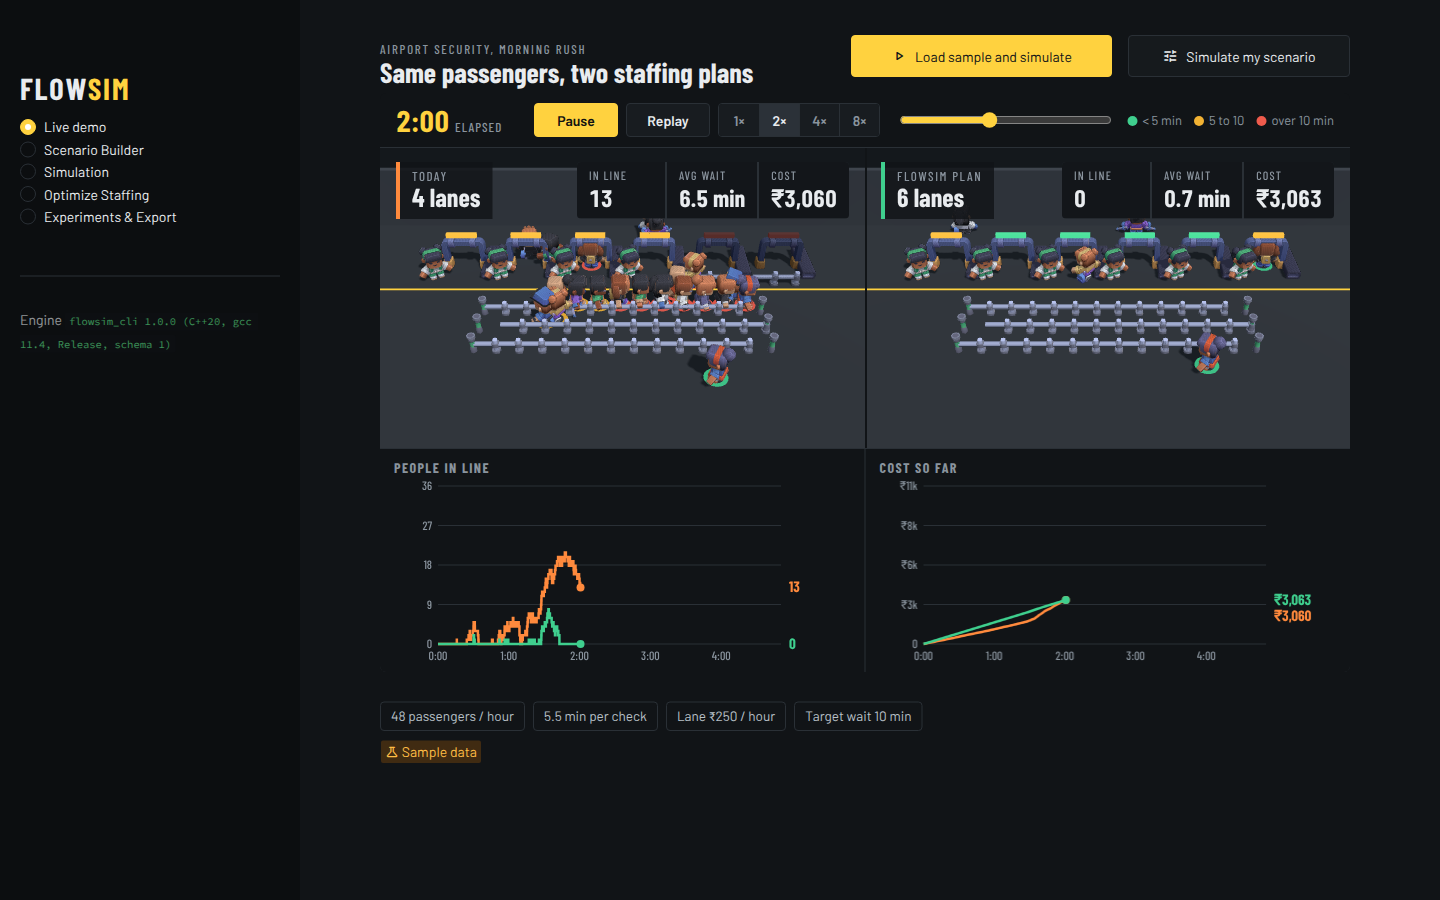 FLOWSIM
Live demo
Scenario Builder
Simulation
Optimize Staffing
Experiments & Export
Engine flowsim_cli 1.0.0 (C++20, gcc
11.4, Release, schema 1)
AIRPORT SECURITY, MORNING RUSH
Same passengers, two staffing plans
Load sample and simulate
Simulate my scenario
2:00 ELAPSED
Pause
Replay
1× 2× 4× 8×
< 5 min 5 to 10 over 10 min
TODAY
4 lanes
IN LINE
13
AVG WAIT
6.5 min
COST
₹3,060
FLOWSIM PLAN
6 lanes
IN LINE
0
AVG WAIT
0.7 min
COST
₹3,063
PEOPLE IN LINE
36
27
18
9
0
0:00 1:00 2:00 3:00 4:00
13
0
COST SO FAR
₹11k
₹8k
₹6k
₹3k
0
0:00 1:00 2:00 3:00 4:00
₹3,063
₹3,060
48 passengers / hour
5.5 min per check
Lane ₹250 / hour
Target wait 10 min
Sample data